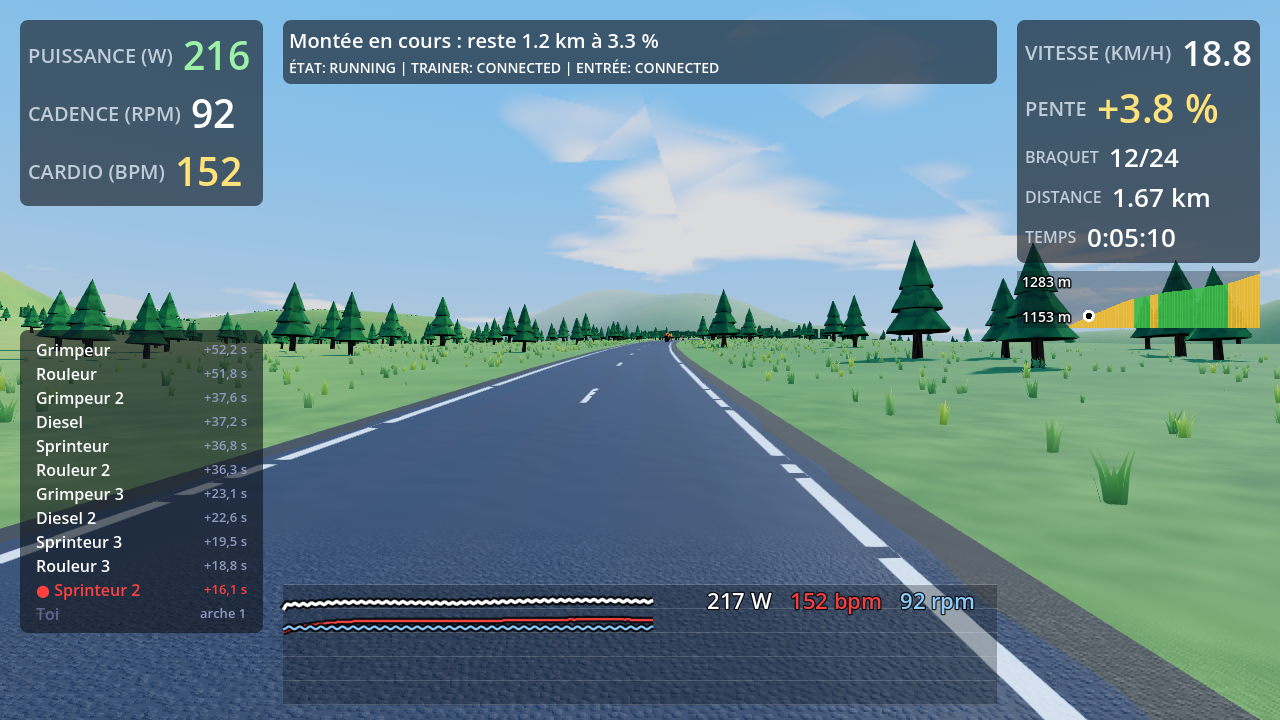 PUISSANCE (W) 216
CADENCE (RPM) 92
CARDIO (BPM) 152
Montée en cours : reste 1.2 km à 3.3 %
ÉTAT: RUNNING | TRAINER: CONNECTED | ENTRÉE: CONNECTED
VITESSE (KM/H) 18.8
PENTE +3.8 %
BRAQUET 12/24
DISTANCE 1.67 km
TEMPS 0:05:10
1283 m
1153 m
Grimpeur +52,2 s
Rouleur +51,8 s
Grimpeur 2 +37,6 s
Diesel +37,2 s
Sprinteur +36,8 s
Rouleur 2 +36,3 s
Grimpeur 3 +23,1 s
Diesel 2 +22,6 s
Sprinteur 3 +19,5 s
Rouleur 3 +18,8 s
Sprinteur 2 +16,1 s
Toi arche 1
217 W 152 bpm 92 rpm